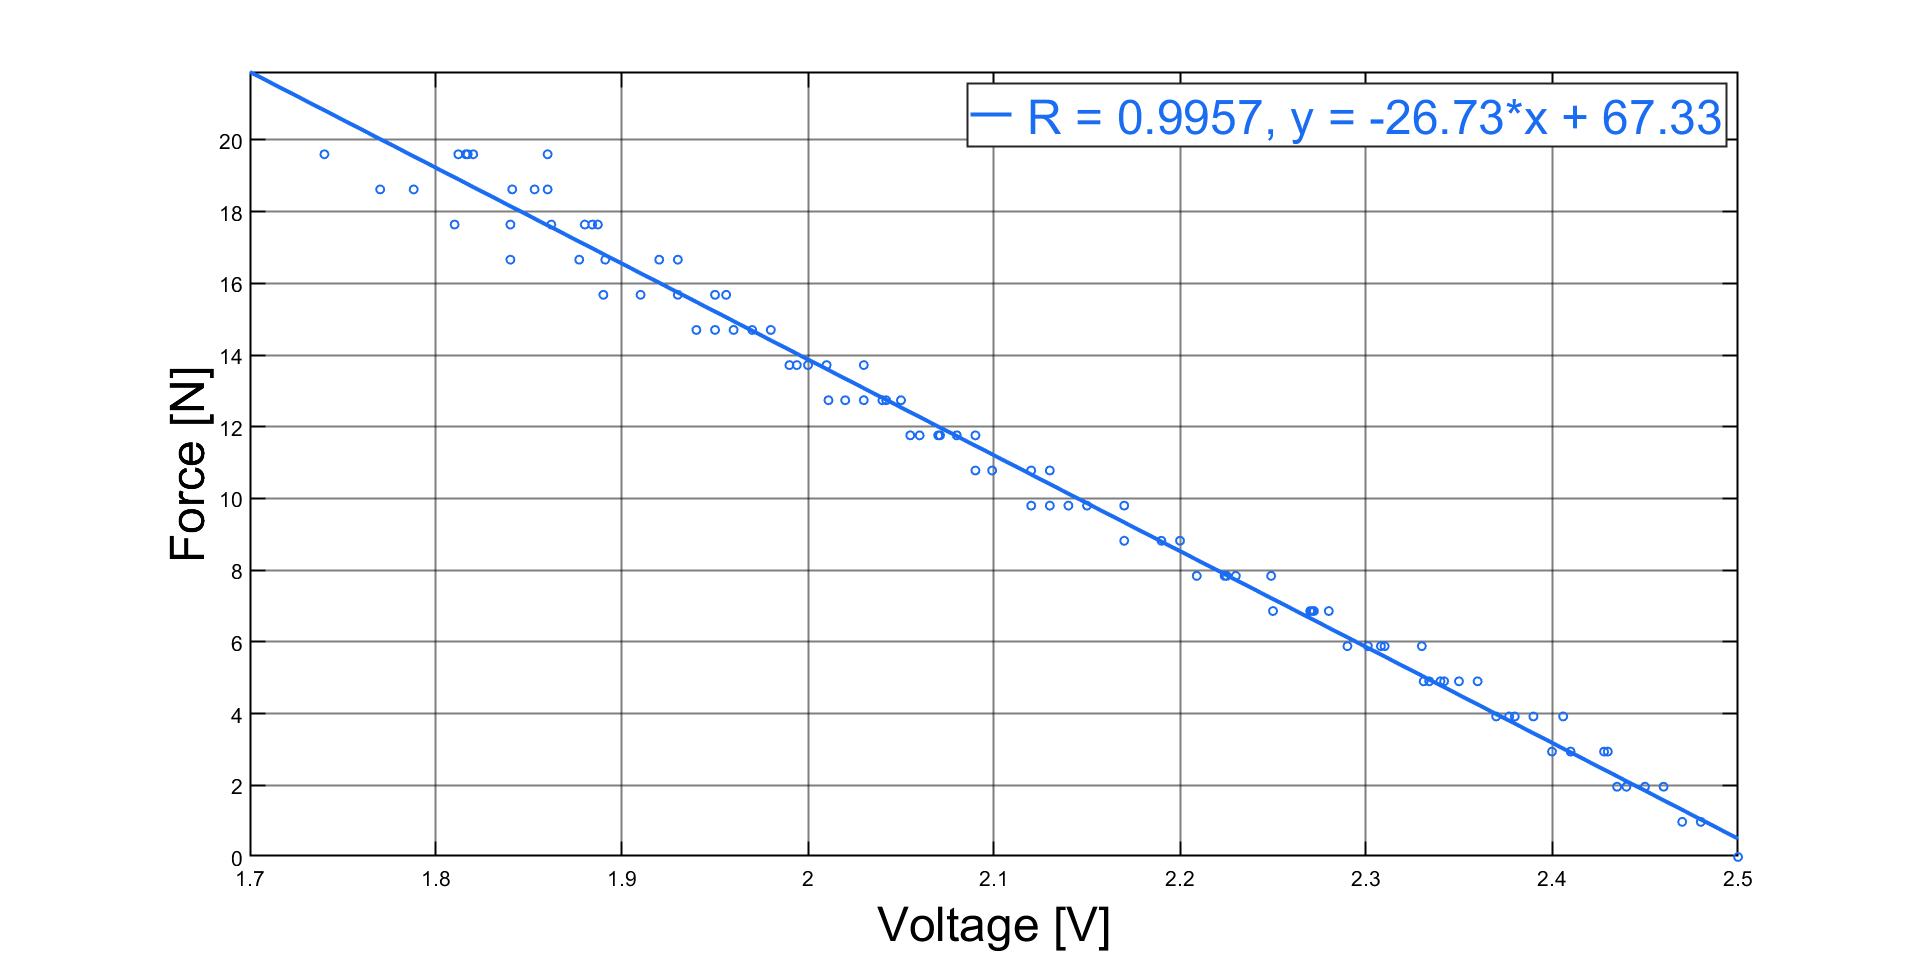 R = 0.9957, y = -26.73*x + 67.33
Force [N]
20
18
16
14
12
10
8
6
4
2
0
1.7 1.8 1.9 2 2.1 2.2 2.3 2.4 2.5
Voltage [V]